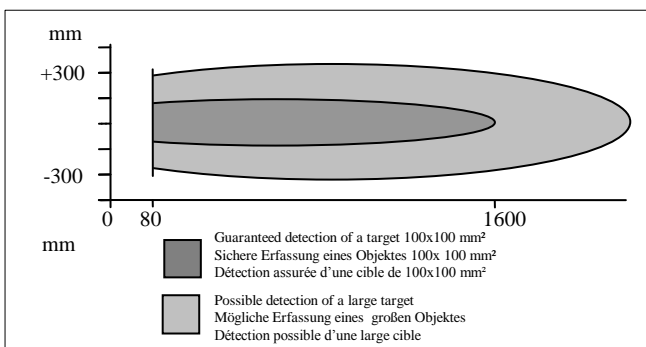 mm
+300
-300
0 80 1600
mm
Guaranteed detection of a target 100x100 mm²
Sichere Erfassung eines Objektes 100x 100 mm²
Détection assurée d'une cible de 100x100 mm²
Possible detection of a large target
Mögliche Erfassung eines großen Objektes
Détection possible d'une large cible